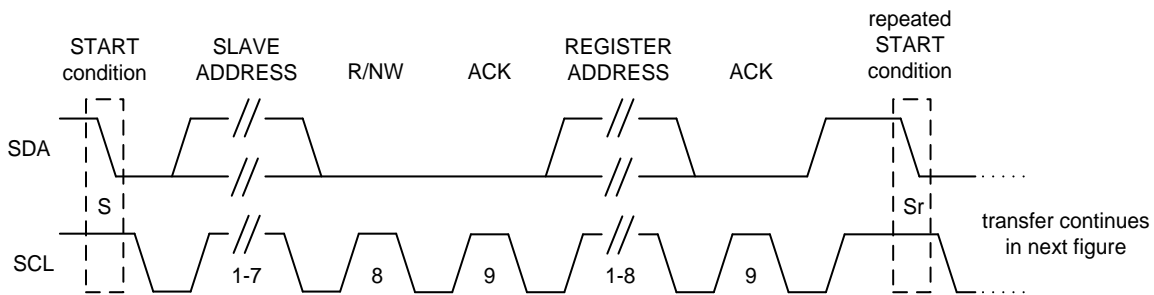 START
condition
SLAVE
ADDRESS
R/NW
ACK
REGISTER
ADDRESS
ACK
repeated
START
condition
SDA
S
Sr
transfer continues
in next figure
SCL
1-7
8
9
1-8
9